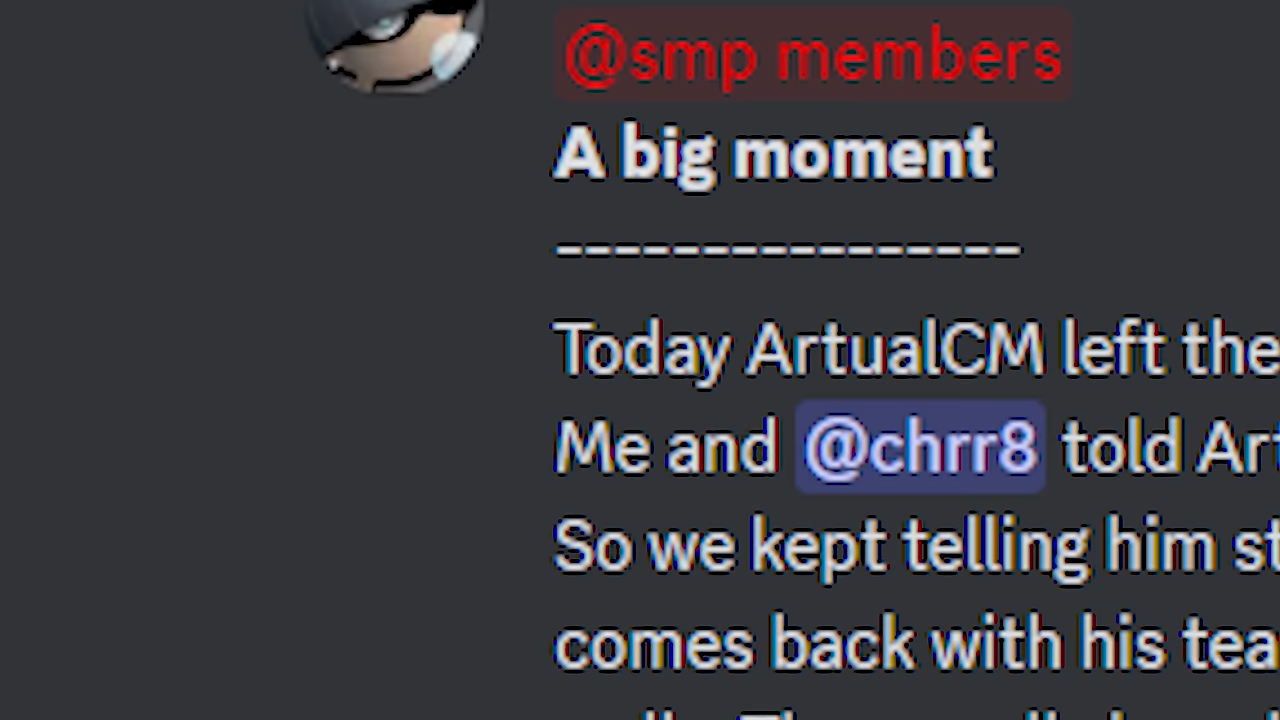 @smp members
A big moment
----------------
Today ArtualCM left the
Me and @chrr8 told Art
So we kept telling him st
comes back with his tea